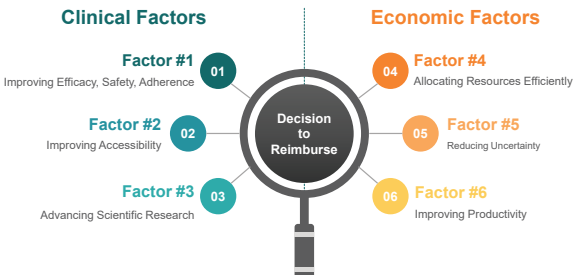 Clinical Factors
Factor #1
Improving Efficacy, Safety, Adherence
01
Factor #2
Improving Accessibility
02
Factor #3
Advancing Scientific Research
03
Decision
to
Reimburse
Economic Factors
04
Factor #4
Allocating Resources Efficiently
05
Factor #5
Reducing Uncertainty
06
Factor #6
Improving Productivity